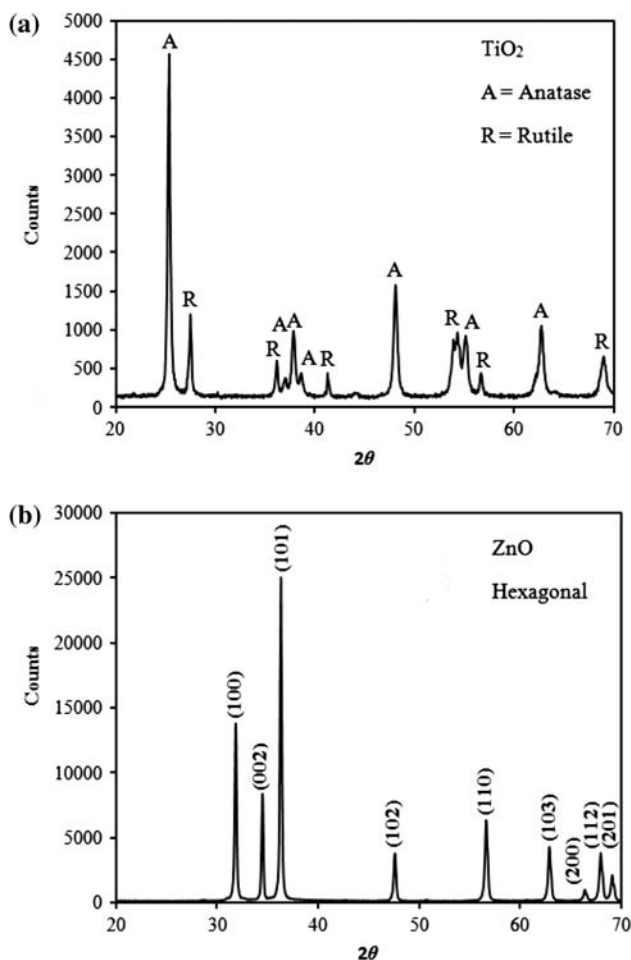 (a)
5000
4500
4000
3500
3000
2500
2000
1500
1000
500
0
Counts
A
TiO₂
A = Anatase
R = Rutile
R
R
A
A
A
R
A
R
A
R
A
R
20 30 40 50 60 70
2θ
(b)
30000
25000
20000
15000
10000
5000
0
Counts
ZnO
Hexagonal
(100)
(002)
(101)
(102)
(110)
(103)
(200)
(112)
(201)
20 30 40 50 60 70
2θ